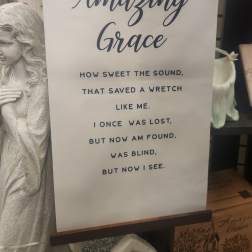 Amazing
Grace
HOW SWEET THE SOUND,
THAT SAVED A WRETCH
LIKE ME.
I ONCE WAS LOST,
BUT NOW AM FOUND,
WAS BLIND,
BUT NOW I SEE.